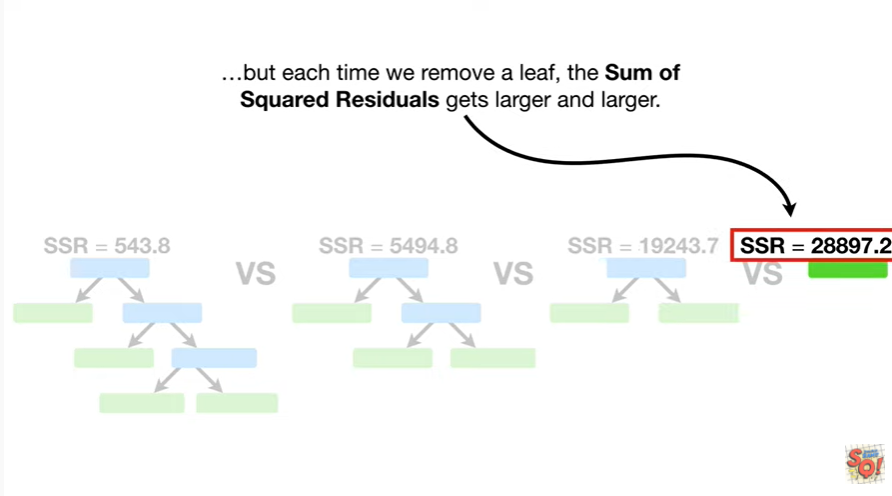 …but each time we remove a leaf, the Sum of
Squared Residuals gets larger and larger.
SSR = 543.8
VS
SSR = 5494.8
VS
SSR = 19243.7
VS
SSR = 28897.2
SQ!